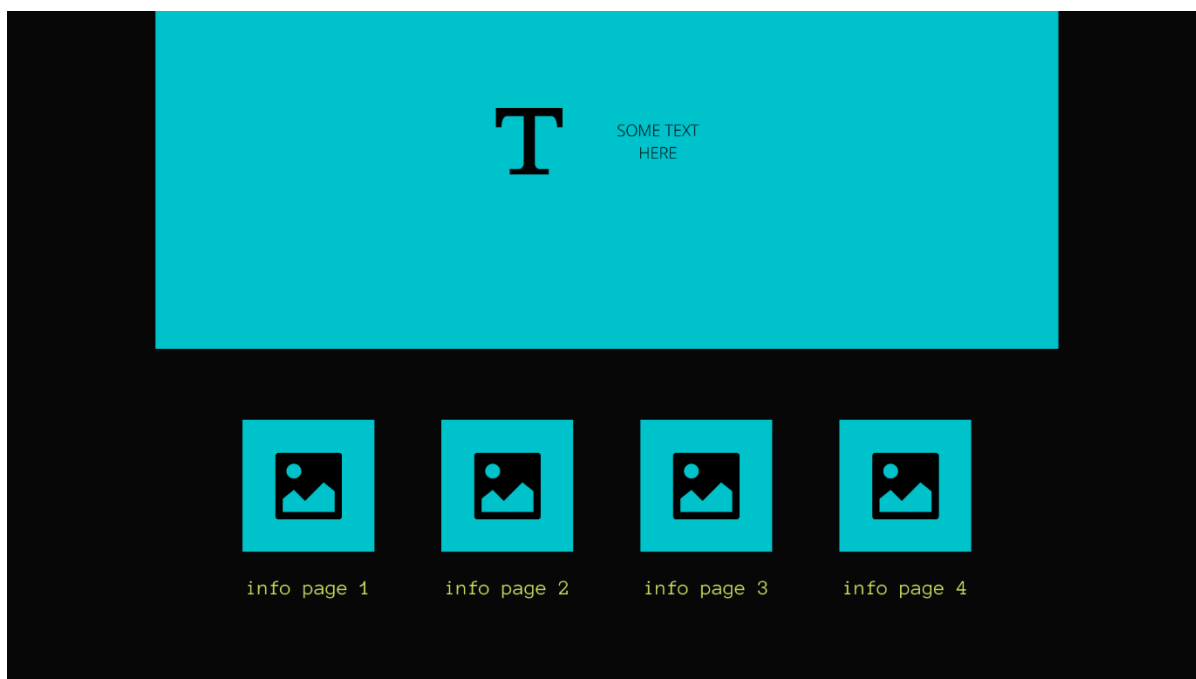 T
SOME TEXT
HERE
info page 1
info page 2
info page 3
info page 4